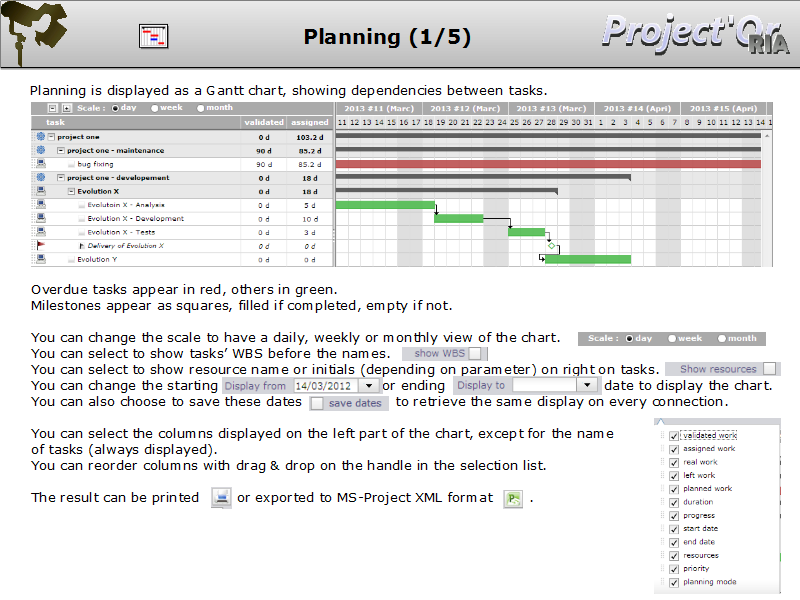 Planning (1/5)
Project'Or
RIA
Planning is displayed as a Gantt chart, showing dependencies between tasks.
Scale : day week month 2013 #11 (Marc) 2013 #12 (Marc) 2013 #13 (Marc) 2013 #14 (Apri) 2013 #15 (Apri)
task validated assigned 11 12 13 14 15 16 17 18 19 20 21 22 23 24 25 26 27 28 29 30 31 1 2 3 4 5 6 7 8 9 10 11 12 13 14 1
project one 0 d 103.2 d
project one - maintenance 90 d 85.2 d
bug fixing 90 d 85.2 d
project one - developement 0 d 18 d
Evolution X 0 d 18 d
Evolutoin X - Analysis 0 d 5 d
Evolution X - Development 0 d 10 d
Evolution X - Tests 0 d 3 d
Delivery of Evolution X 0 d 0 d
Evolution Y 0 d 0 d
Overdue tasks appear in red, others in green.
Milestones appear as squares, filled if completed, empty if not.
You can change the scale to have a daily, weekly or monthly view of the chart. Scale : day week month
You can select to show tasks' WBS before the names. show WBS
You can select to show resource name or initials (depending on parameter) on right on tasks. Show resources
You can change the starting Display from 14/03/2012 or ending Display to date to display the chart.
You can also choose to save these dates save dates to retrieve the same display on every connection.
You can select the columns displayed on the left part of the chart, except for the name
of tasks (always displayed).
You can reorder columns with drag & drop on the handle in the selection list.
The result can be printed or exported to MS-Project XML format .
validated work
assigned work
real work
left work
planned work
duration
progress
start date
end date
resources
priority
planning mode